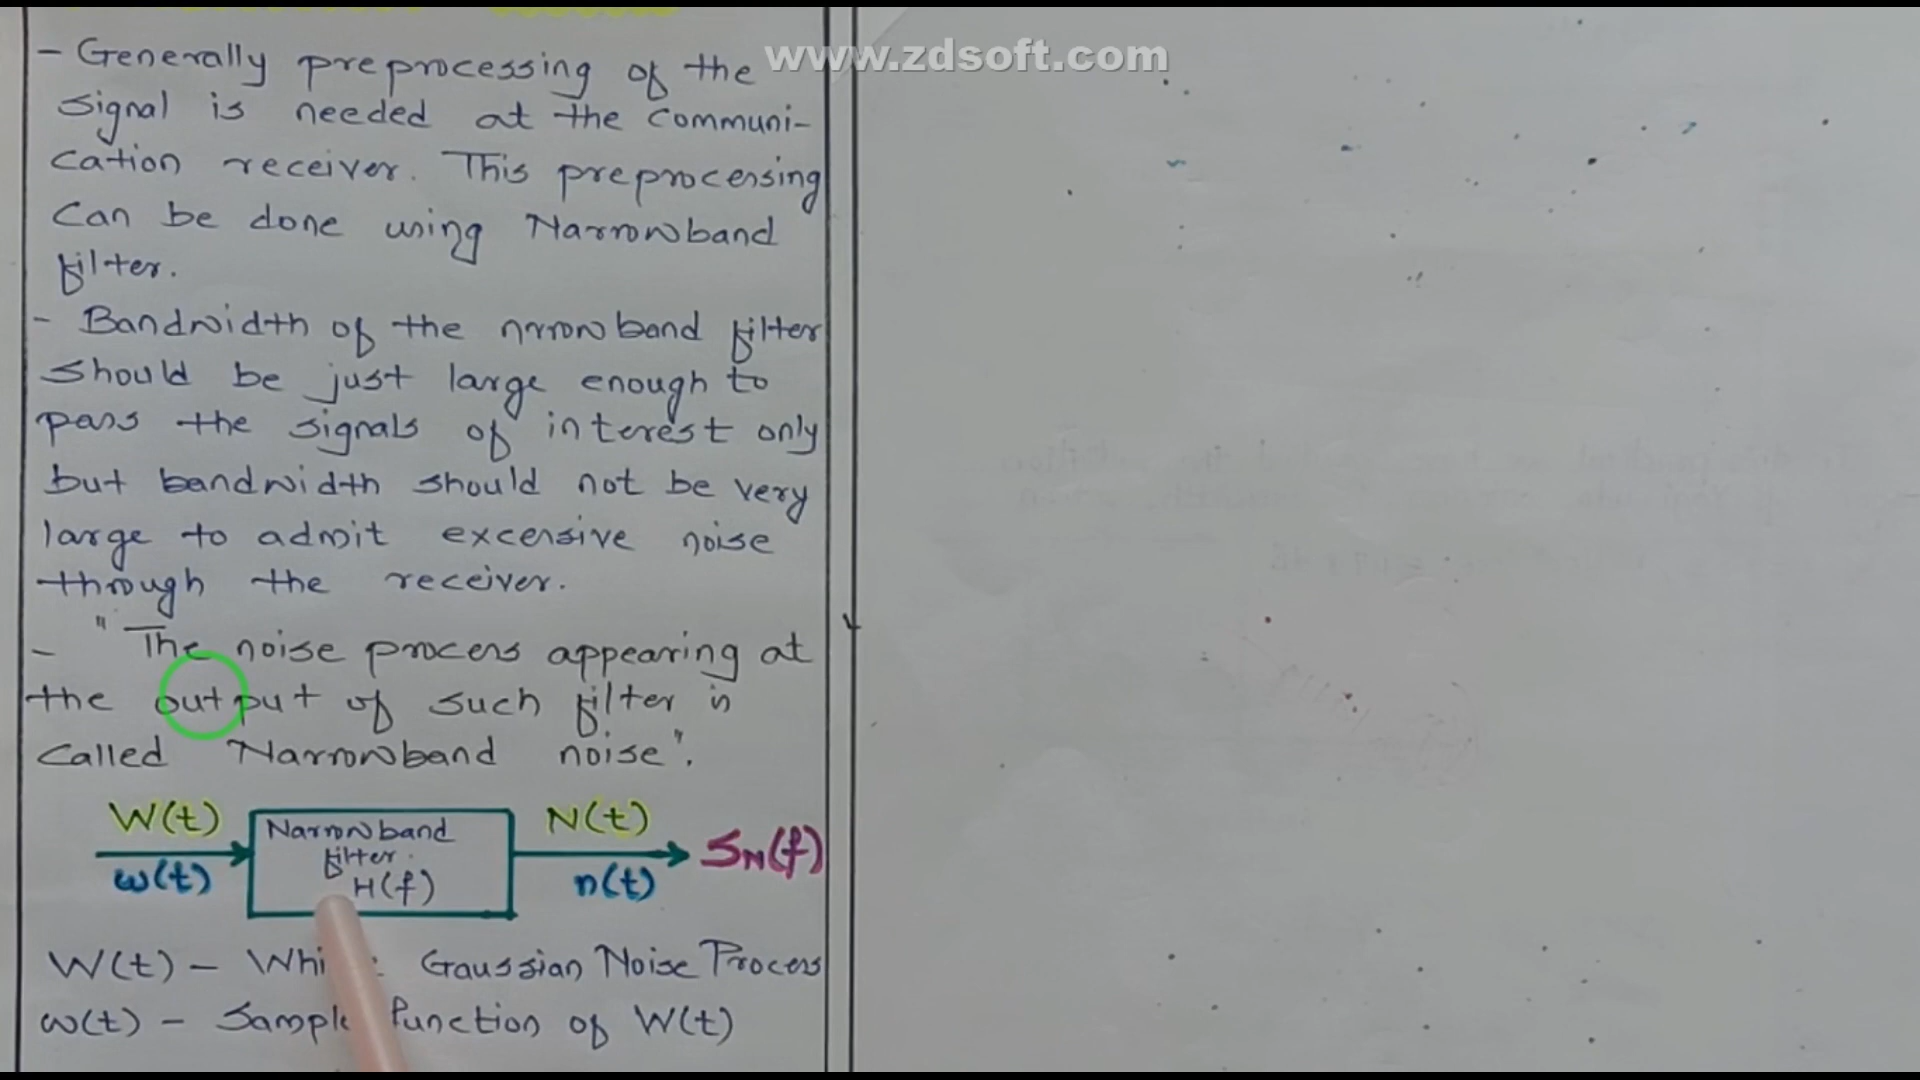 www.zdsoft.com
- Generally preprocessing of the
signal is needed at the communi-
cation receiver. This preprocessing
can be done using Narrowband
filter.
- Bandwidth of the nrrowband filter
should be just large enough to
pass the signals of interest only
but bandwidth should not be very
large to admit excessive noise
through the receiver.
- "The noise process appearing at
the output of such filter is
called Narrowband noise".
W(t)
w(t)
Narrowband
filter.
H(f)
N(t)
n(t)
SN(f)
W(t) - Gaussian Noise Process
w(t) - Sample function of W(t)